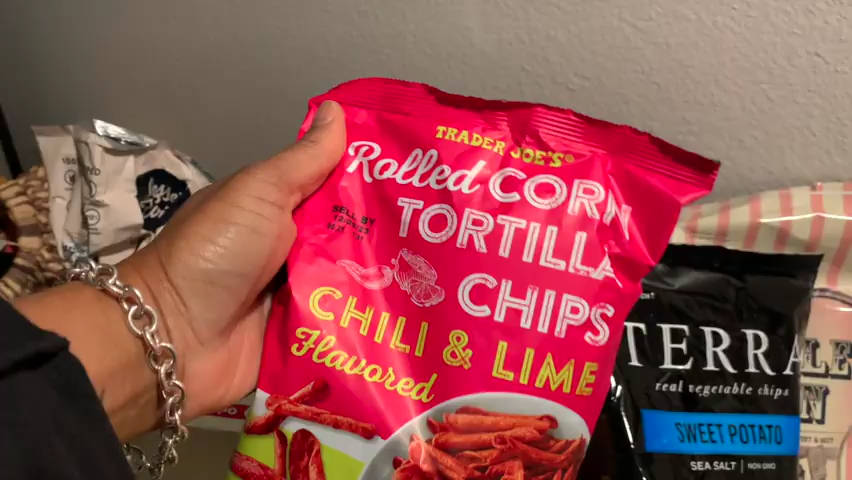 TRADER JOE'S®
Rolled CORN
TORTILLA
CHIPS
CHILI & LIME
Flavored
SELL BY
TERRA
real vegetable chips
SWEET POTATO
SEA SALT | NON GMO